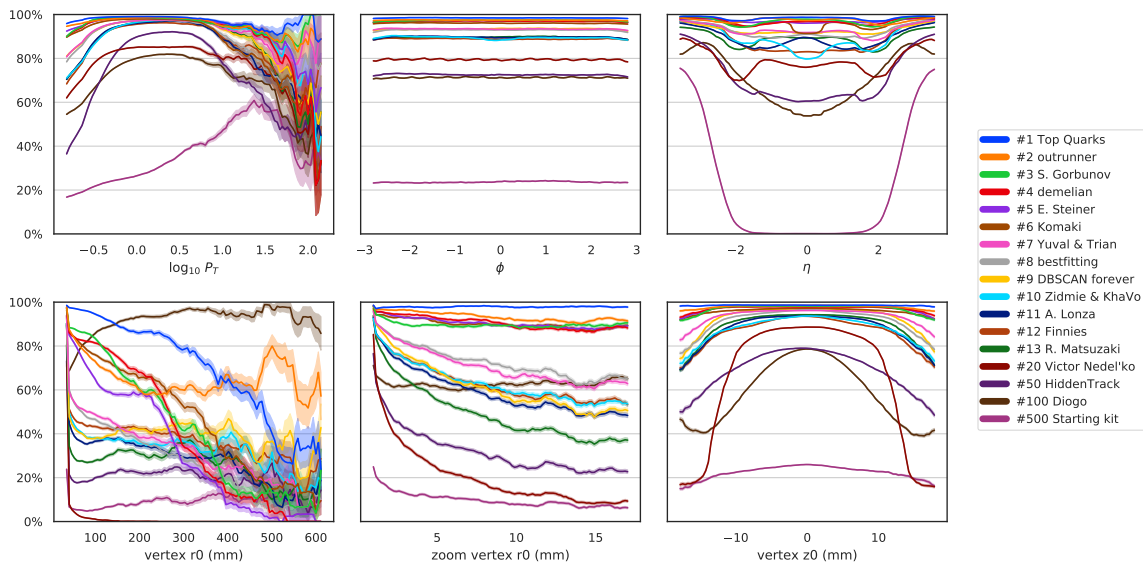 100%
80%
60%
40%
20%
0%
−0.5 0.0 0.5 1.0 1.5 2.0
log10 PT
−3 −2 −1 0 1 2 3
ϕ
−2 0 2
η
#1 Top Quarks
#2 outrunner
#3 S. Gorbunov
#4 demelian
#5 E. Steiner
#6 Komaki
#7 Yuval & Trian
#8 bestfitting
#9 DBSCAN forever
#10 Zidmie & KhaVo
#11 A. Lonza
#12 Finnies
#13 R. Matsuzaki
#20 Victor Nedel'ko
#50 HiddenTrack
#100 Diogo
#500 Starting kit
100%
80%
60%
40%
20%
0%
100 200 300 400 500 600
vertex r0 (mm)
5 10 15
zoom vertex r0 (mm)
−10 0 10
vertex z0 (mm)